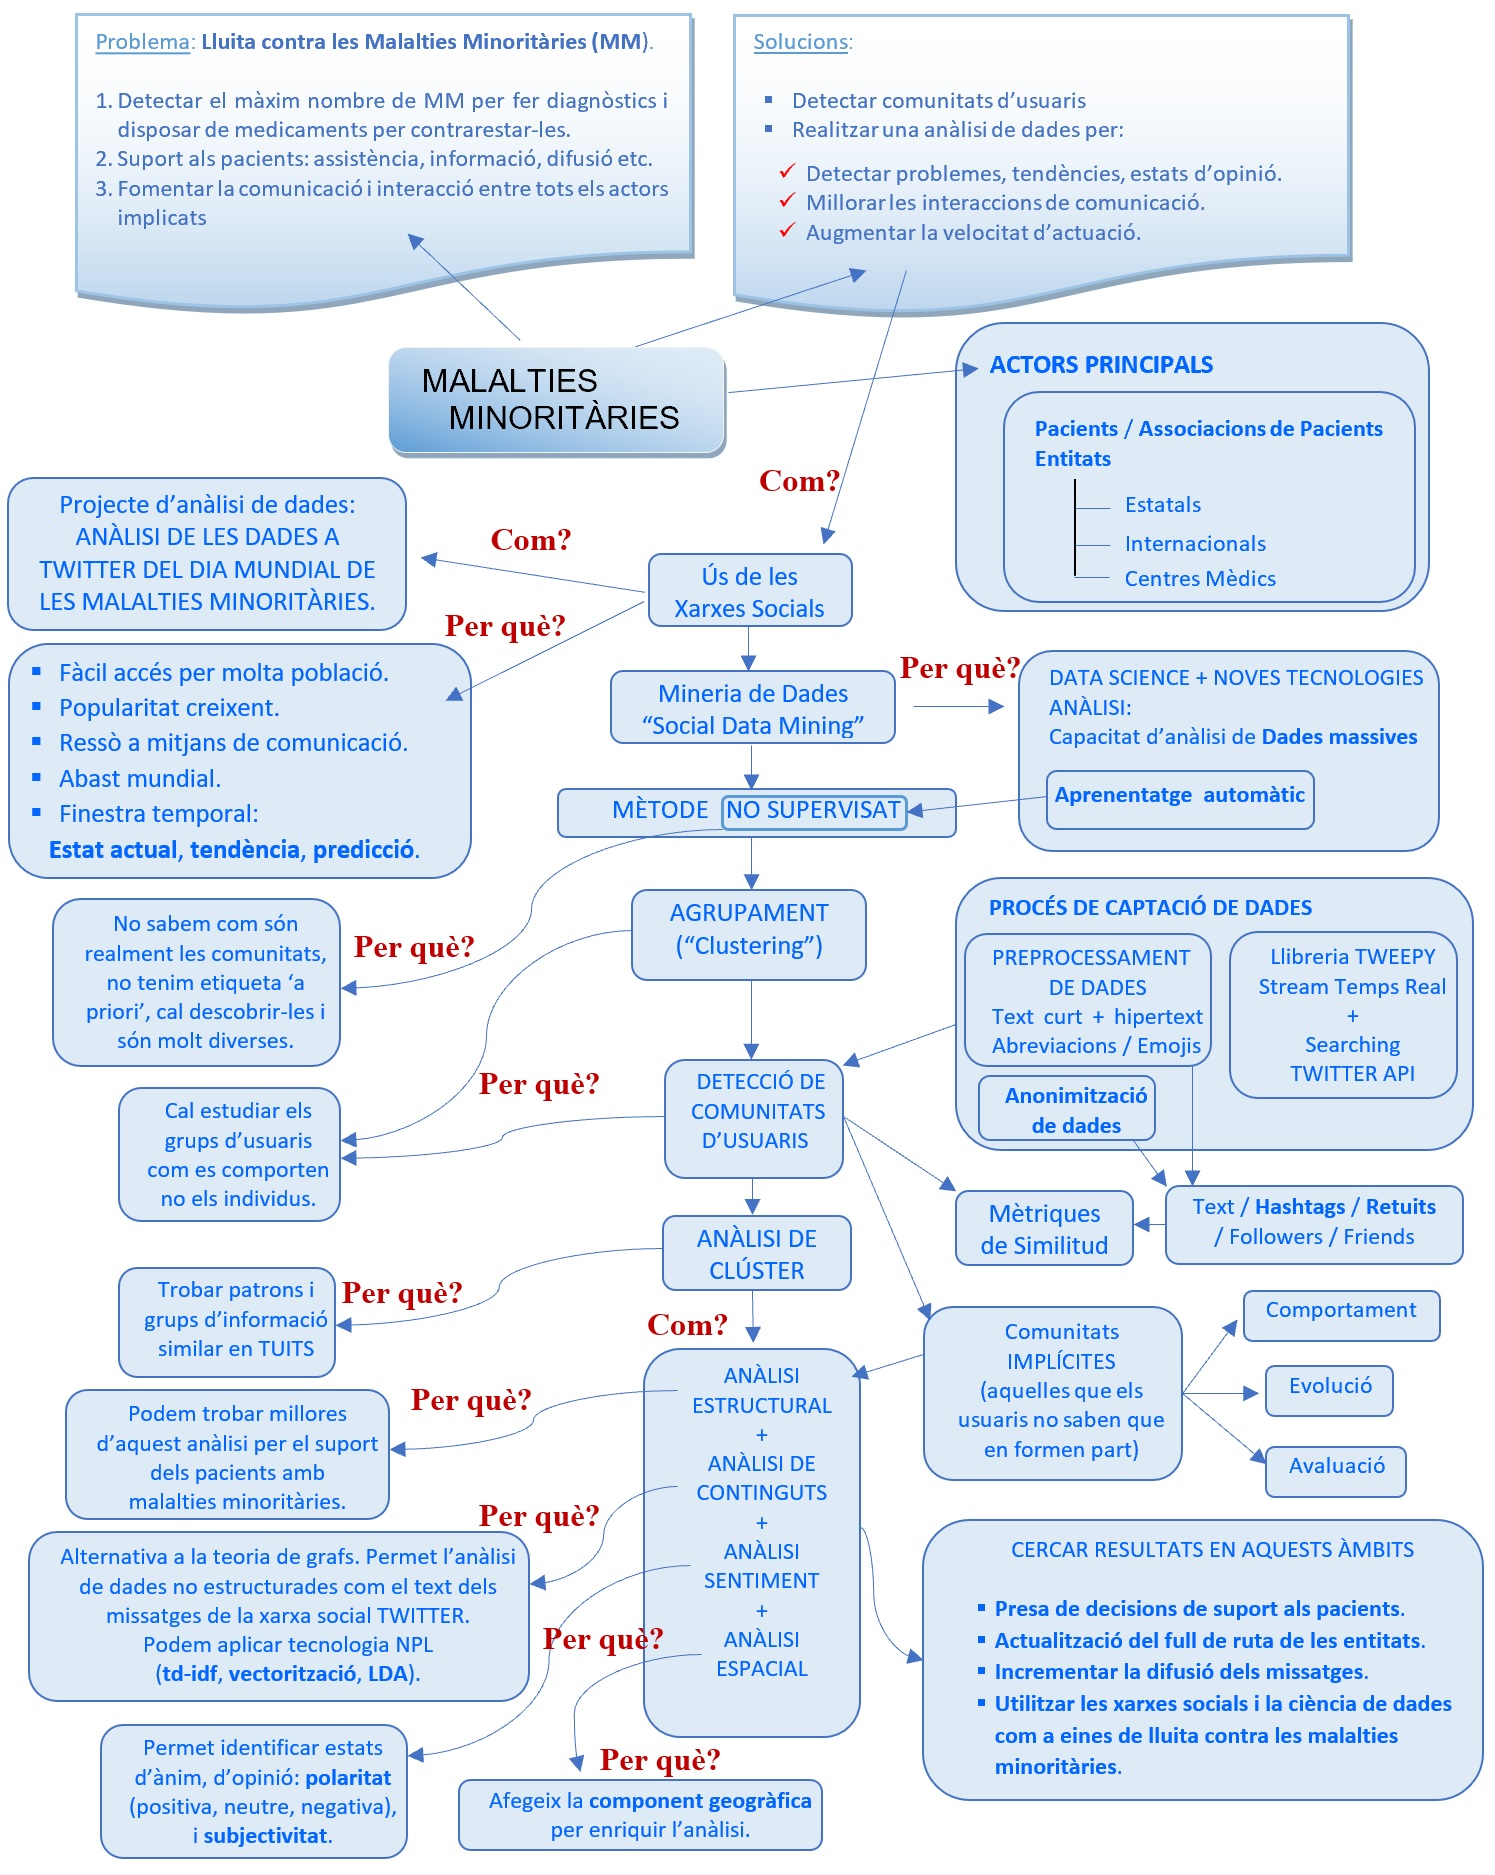 Problema: Lluita contra les Malalties Minoritàries (MM).
1. Detectar el màxim nombre de MM per fer diagnòstics i
disposar de medicaments per contrarestar-les.
2. Suport als pacients: assistència, informació, difusió etc.
3. Fomentar la comunicació i interacció entre tots els actors
implicats
Solucions:
▪ Detectar comunitats d’usuaris
▪ Realitzar una anàlisi de dades per:
✓ Detectar problemes, tendències, estats d’opinió.
✓ Millorar les interaccions de comunicació.
✓ Augmentar la velocitat d’actuació.
MALALTIES
MINORITÀRIES
ACTORS PRINCIPALS
Pacients / Associacions de Pacients
Entitats
Estatals
Internacionals
Centres Mèdics
Com?
Projecte d’anàlisi de dades:
ANÀLISI DE LES DADES A
TWITTER DEL DIA MUNDIAL DE
LES MALALTIES MINORITÀRIES.
Com?
Ús de les
Xarxes Socials
Per què?
▪ Fàcil accés per molta població.
▪ Popularitat creixent.
▪ Ressò a mitjans de comunicació.
▪ Abast mundial.
▪ Finestra temporal:
Estat actual, tendència, predicció.
Mineria de Dades
“Social Data Mining”
Per què?
DATA SCIENCE + NOVES TECNOLOGIES
ANÀLISI:
Capacitat d’anàlisi de Dades massives
Aprenentatge automàtic
MÈTODE NO SUPERVISAT
No sabem com són
realment les comunitats,
no tenim etiqueta ‘a
priori’, cal descobrir-les i
són molt diverses.
Per què?
AGRUPAMENT
(“Clustering”)
PROCÉS DE CAPTACIÓ DE DADES
PREPROCESSAMENT
DE DADES
Text curt + hipertext
Abreviacions / Emojis
Llibreria TWEEPY
Stream Temps Real
+
Searching
TWITTER API
Anonimització
de dades
Cal estudiar els
grups d’usuaris
com es comporten
no els individus.
Per què?
DETECCIÓ DE
COMUNITATS
D’USUARIS
Mètriques
de Similitud
Text / Hashtags / Retuits
/ Followers / Friends
ANÀLISI DE
CLÚSTER
Trobar patrons i
grups d’informació
similar en TUITS
Per què?
Com?
Comunitats
IMPLÍCITES
(aquelles que els
usuaris no saben que
en formen part)
Comportament
Evolució
Avaluació
ANÀLISI
ESTRUCTURAL
+
ANÀLISI DE
CONTINGUTS
+
ANÀLISI
SENTIMENT
+
ANÀLISI
ESPACIAL
Per què?
Podem trobar millores
d’aquest anàlisi per el suport
dels pacients amb
malalties minoritàries.
Per què?
Alternativa a la teoria de grafs. Permet l’anàlisi
de dades no estructurades com el text dels
missatges de la xarxa social TWITTER.
Podem aplicar tecnologia NPL
(td-idf, vectorització, LDA).
Per què?
Permet identificar estats
d’ànim, d’opinió: polaritat
(positiva, neutre, negativa),
i subjectivitat.
Per què?
Afegeix la component geogràfica
per enriquir l’anàlisi.
CERCAR RESULTATS EN AQUESTS ÀMBITS
▪ Presa de decisions de suport als pacients.
▪ Actualització del full de ruta de les entitats.
▪ Incrementar la difusió dels missatges.
▪ Utilitzar les xarxes socials i la ciència de dades
com a eines de lluita contra les malalties
minoritàries.